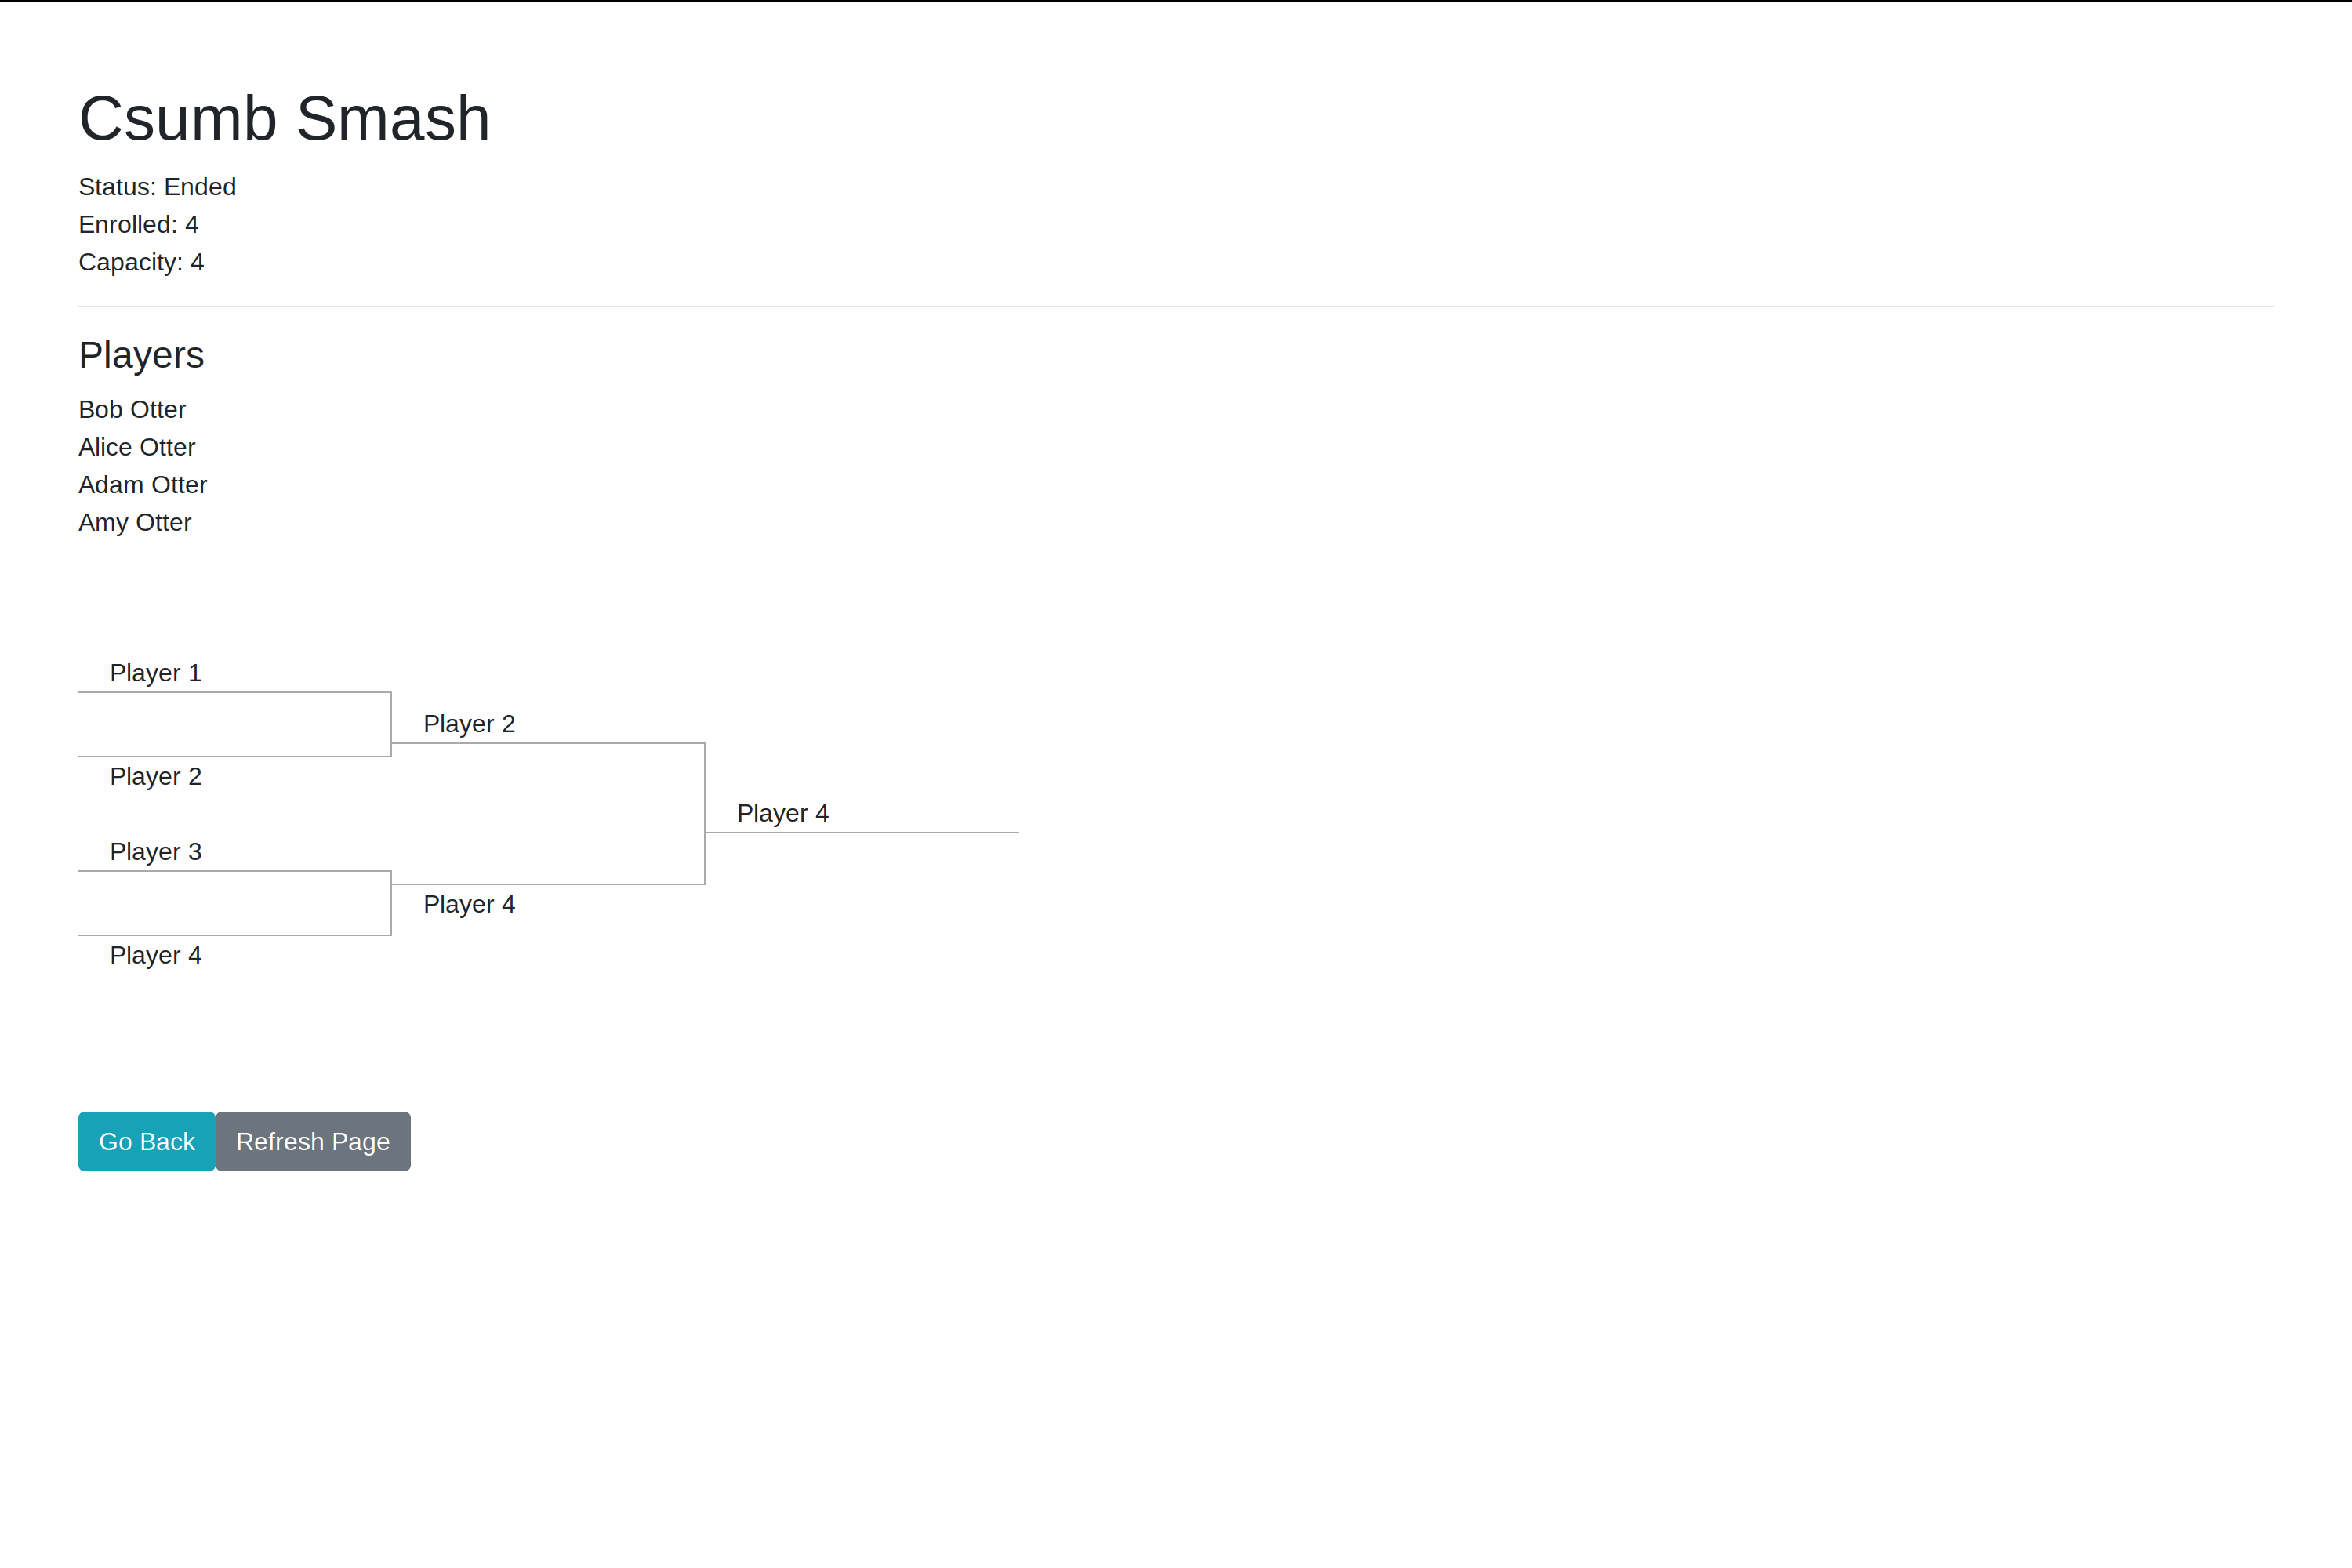 Csumb Smash
Status: Ended
Enrolled: 4
Capacity: 4
Players
Bob Otter
Alice Otter
Adam Otter
Amy Otter
Player 1
Player 2
Player 2
Player 4
Player 3
Player 4
Player 4
Go Back
Refresh Page